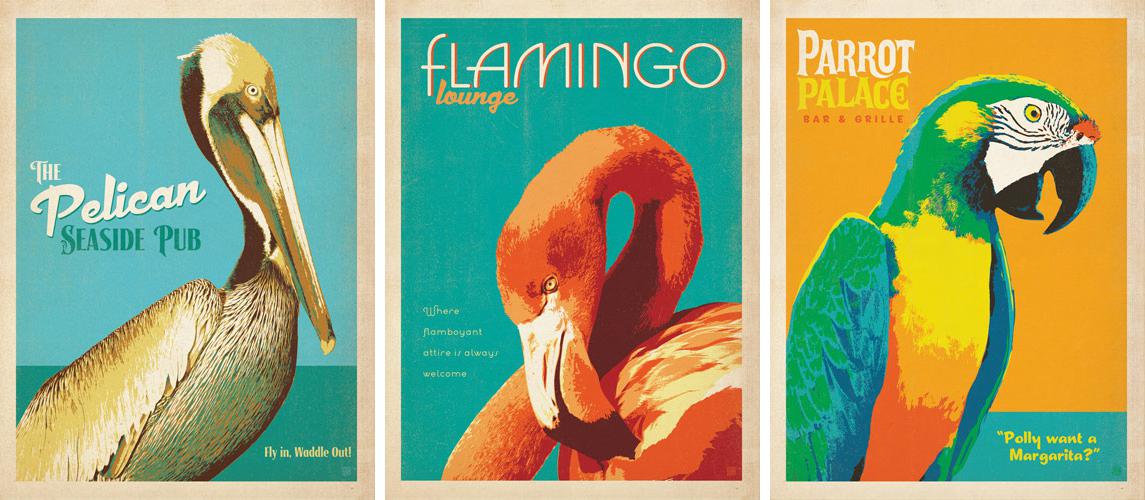 The
Pelican
Seaside Pub
Fly in, Waddle Out!
fLAMINGO
lounge
Where
flamboyant
attire is always
welcome
PARROT
PALACE
BAR & GRILLE
"Polly want a
Margarita?"